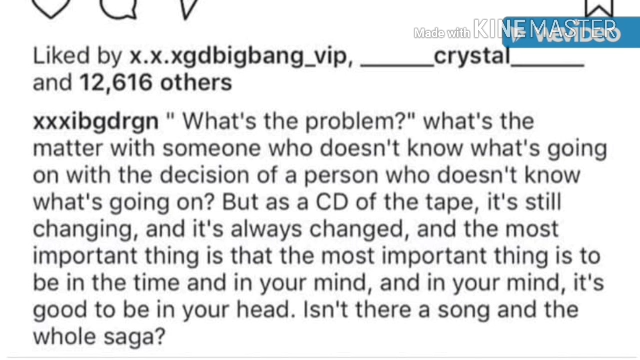 Made with KINEMASTER
Liked by x.x.xgdbigbang_vip, ______crystal______
and 12,616 others
xxxibgdrgn " What's the problem?" what's the
matter with someone who doesn't know what's going
on with the decision of a person who doesn't know
what's going on? But as a CD of the tape, it's still
changing, and it's always changed, and the most
important thing is that the most important thing is to
be in the time and in your mind, and in your mind, it's
good to be in your head. Isn't there a song and the
whole saga?